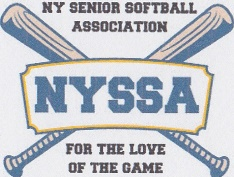 NY SENIOR SOFTBALL
ASSOCIATION
NYSSA
FOR THE LOVE
OF THE GAME